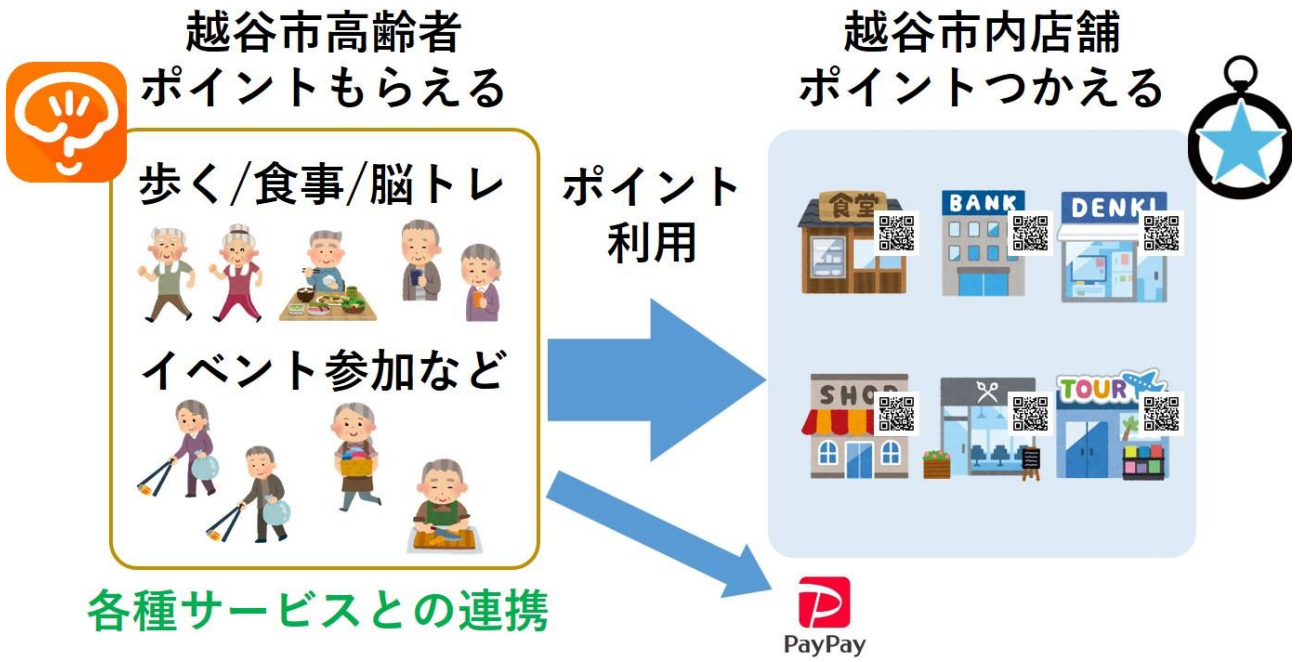 越谷市高齢者
ポイントもらえる
歩く/食事/脳トレ
イベント参加など
各種サービスとの連携
ポイント
利用
越谷市内店舗
ポイントつかえる
食堂
BANK
DENKI
SHOP
TOUR
PayPay